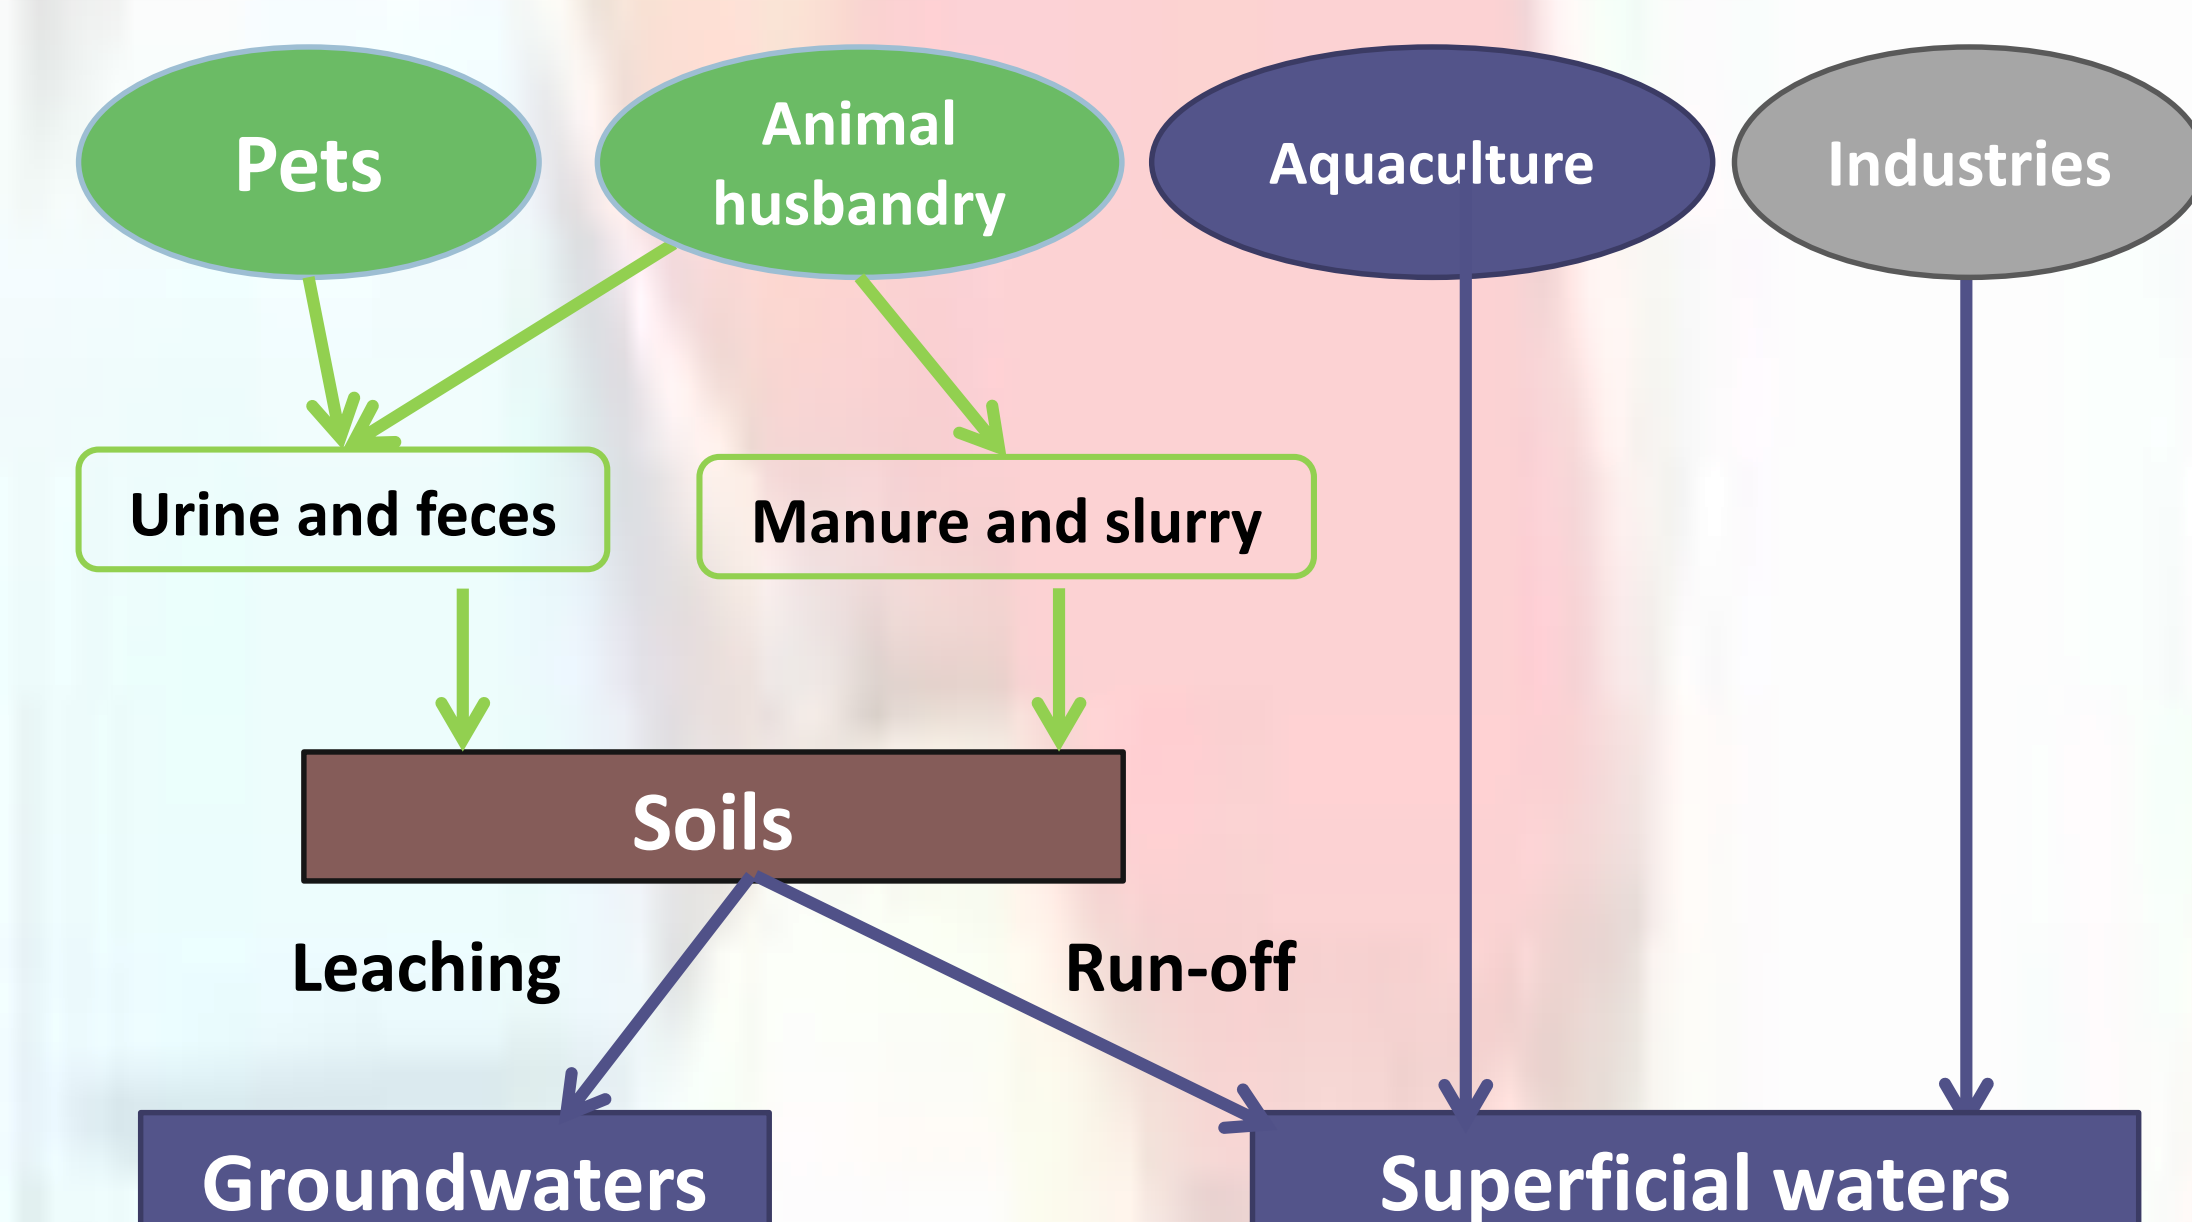 Pets
Animal
husbandry
Aquaculture
Industries
Urine and feces
Manure and slurry
Soils
Leaching
Run-off
Groundwaters
Superficial waters